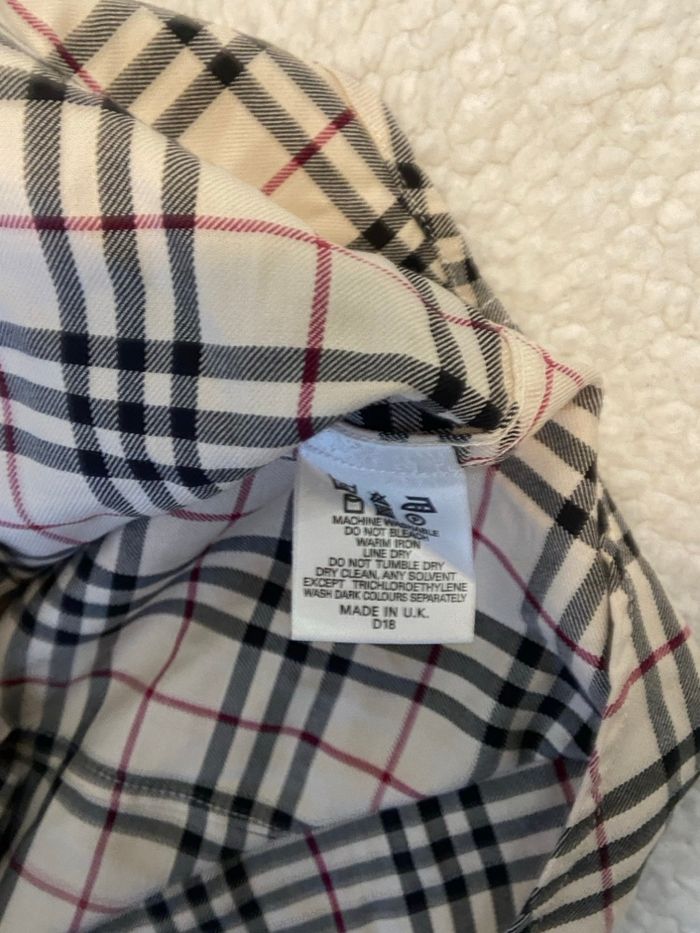 MACHINE WASHABLE
DO NOT BLEACH
WARM IRON
LINE DRY
DO NOT TUMBLE DRY
DRY CLEAN, ANY SOLVENT
EXCEPT TRICHLOROETHYLENE
WASH DARK COLOURS SEPARATELY
MADE IN U.K.
D18